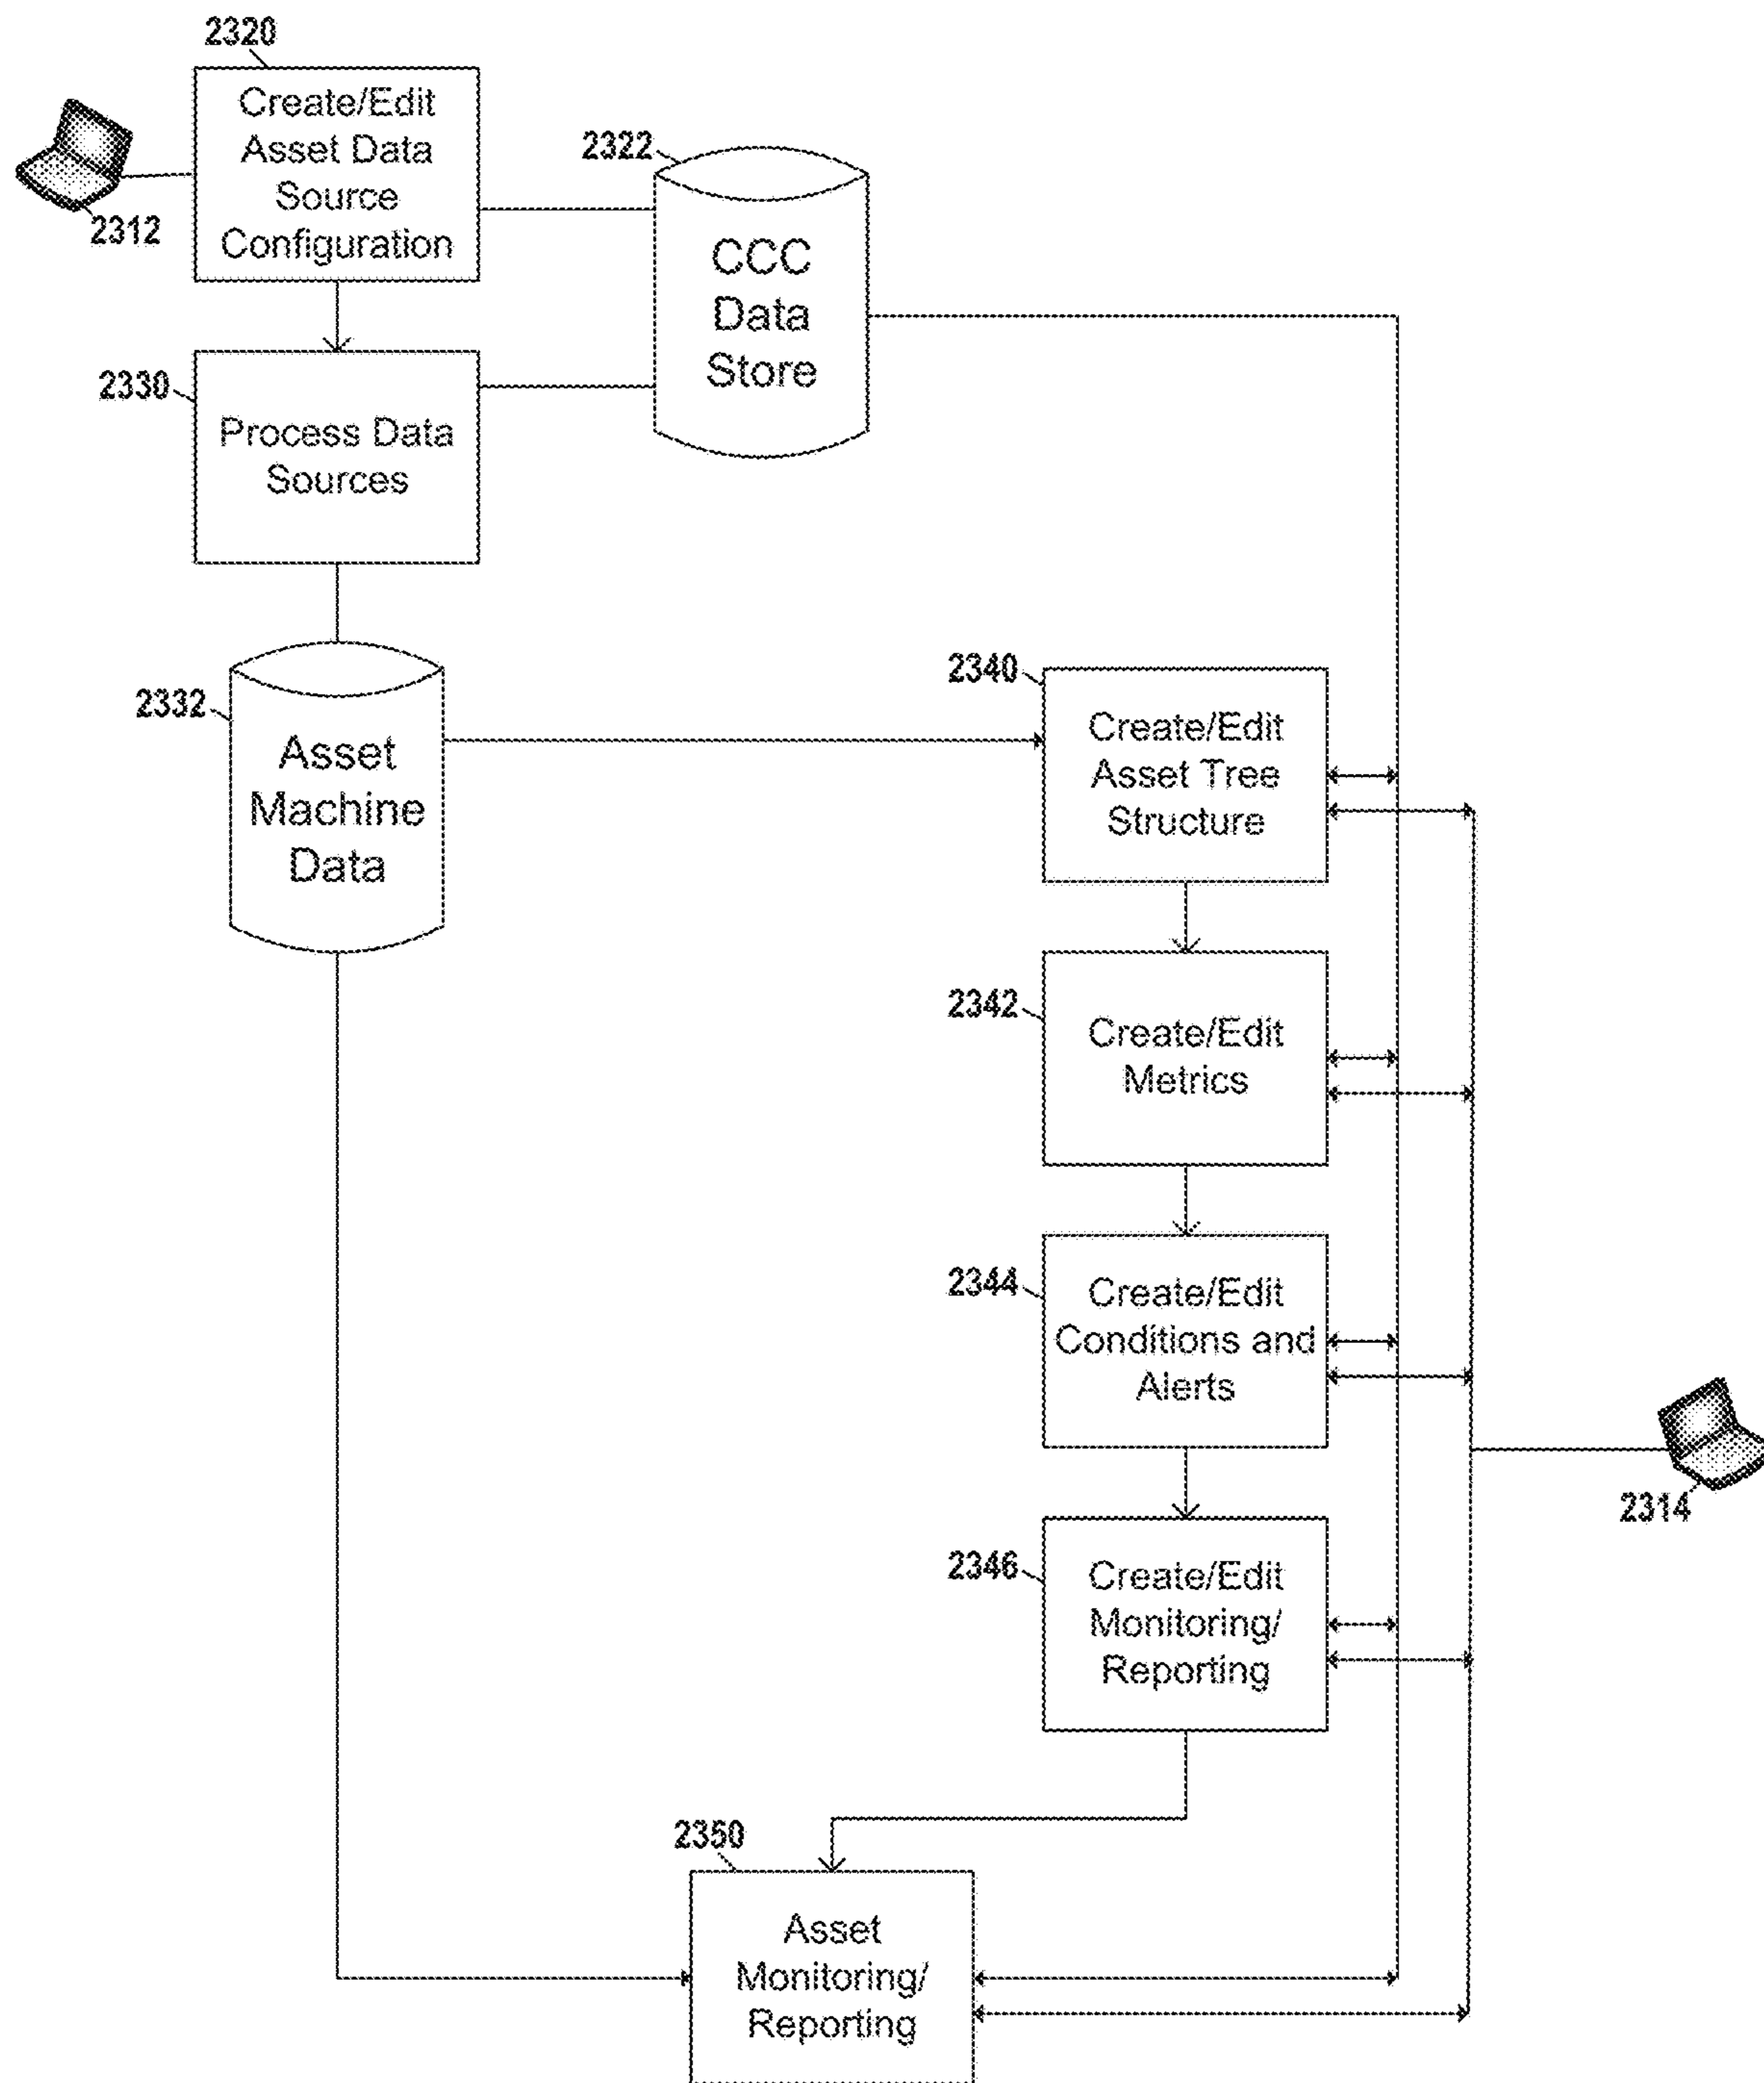 2320
Create/Edit
Asset Data
Source
Configuration
2312
2322
CCC
Data
Store
2330
Process Data
Sources
2332
Asset
Machine
Data
2340
Create/Edit
Asset Tree
Structure
2342
Create/Edit
Metrics
2344
Create/Edit
Conditions and
Alerts
2314
2346
Create/Edit
Monitoring/
Reporting
2350
Asset
Monitoring/
Reporting